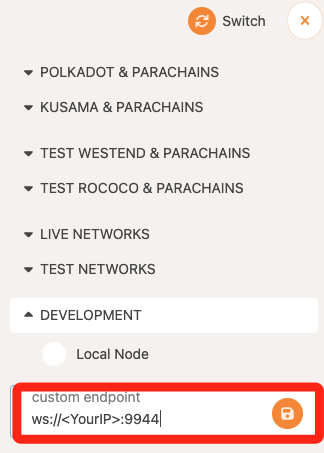 Switch
POLKADOT & PARACHAINS
KUSAMA & PARACHAINS
TEST WESTEND & PARACHAINS
TEST ROCOCO & PARACHAINS
LIVE NETWORKS
TEST NETWORKS
DEVELOPMENT
Local Node
custom endpoint
ws://<YourIP>:9944